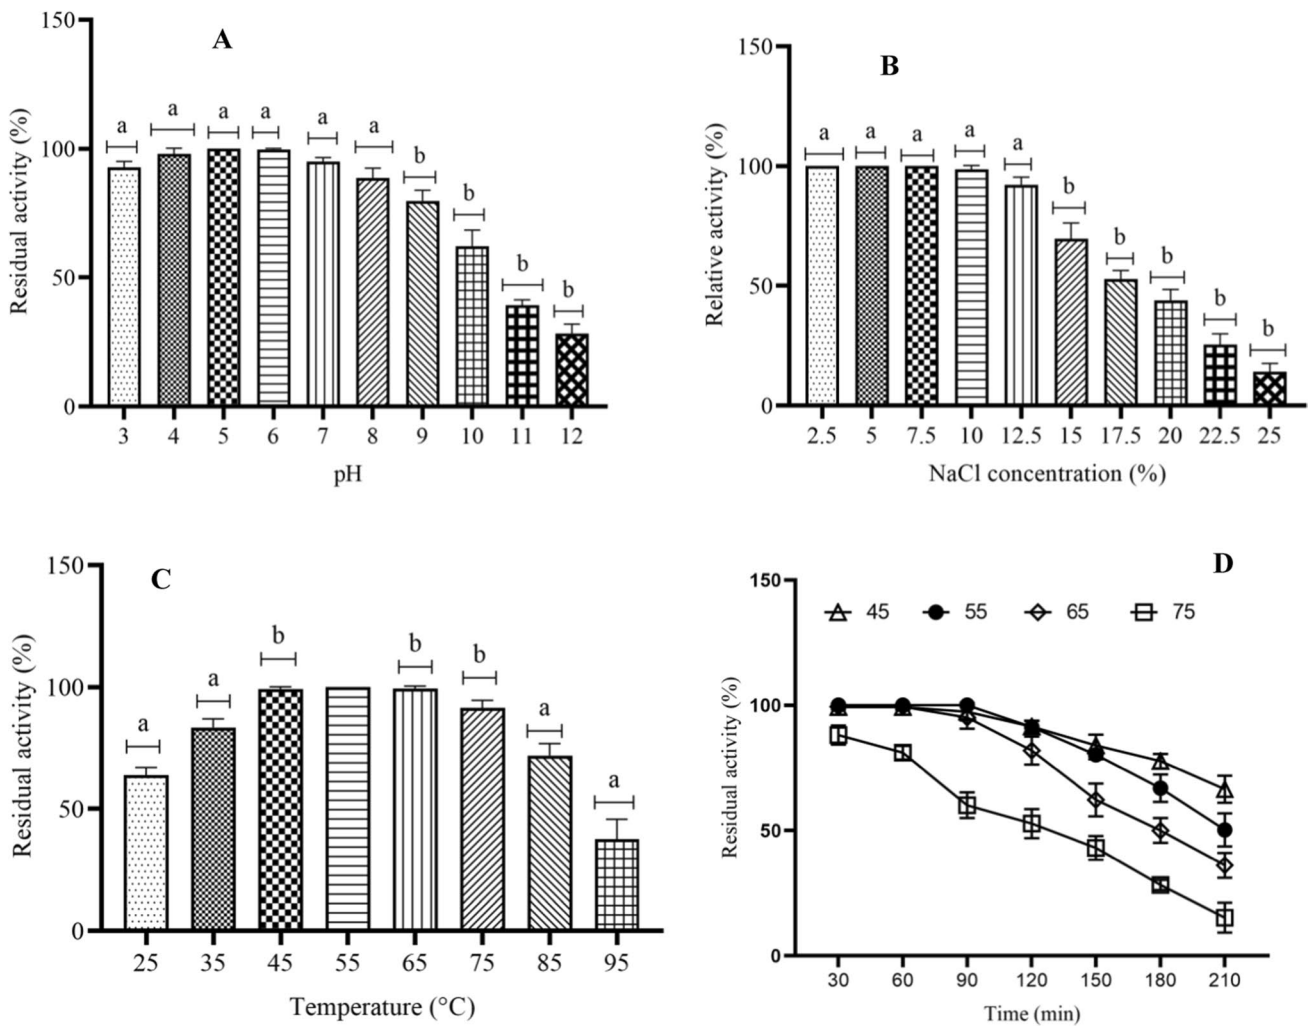 A
Residual activity (%)
150
100
50
0
a a a a a a b b b b
3 4 5 6 7 8 9 10 11 12
pH
B
Relative activity (%)
150
100
50
0
a a a a a b b b b b
2.5 5 7.5 10 12.5 15 17.5 20 22.5 25
NaCl concentration (%)
C
Residual activity (%)
150
100
50
0
a a b b b a a
25 35 45 55 65 75 85 95
Temperature (°C)
D
Residual activity (%)
150
100
50
0
45 55 65 75
30 60 90 120 150 180 210
Time (min)